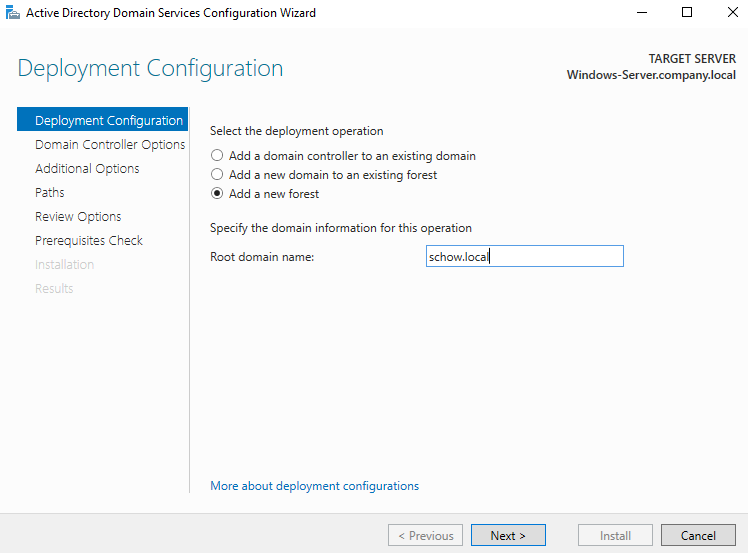 Active Directory Domain Services Configuration Wizard
Deployment Configuration
TARGET SERVER
Windows-Server.company.local
Deployment Configuration
Domain Controller Options
Additional Options
Paths
Review Options
Prerequisites Check
Installation
Results
Select the deployment operation
Add a domain controller to an existing domain
Add a new domain to an existing forest
Add a new forest
Specify the domain information for this operation
Root domain name: schow.local
More about deployment configurations
< Previous Next > Install Cancel